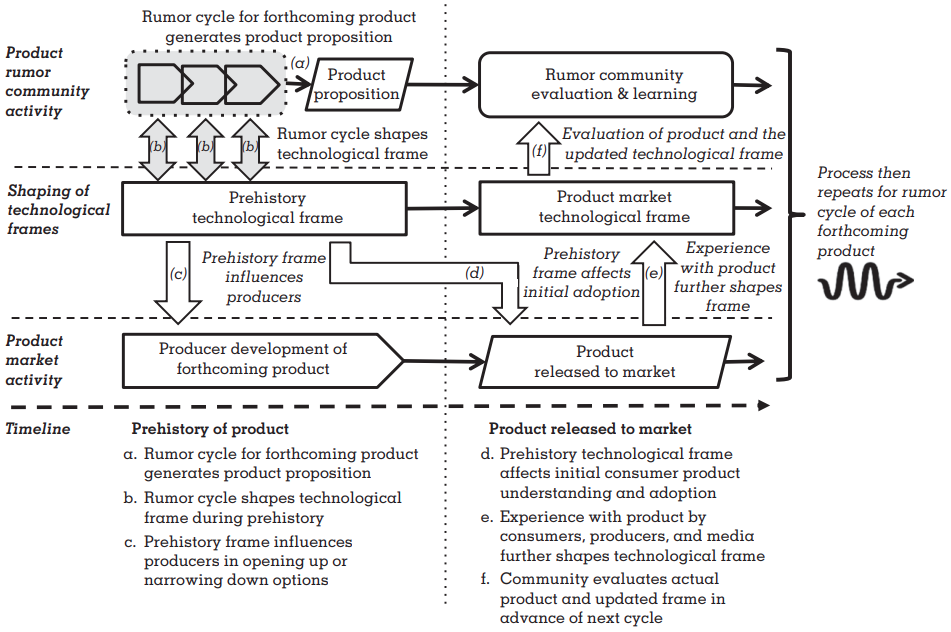 Rumor cycle for forthcoming product
generates product proposition
Product
rumor
community
activity
(a)
Product
proposition
Rumor community
evaluation & learning
(b)
(b)
(b)
Rumor cycle shapes
technological frame
(f)
Evaluation of product and the
updated technological frame
Shaping of
technological
frames
Prehistory
technological frame
Product market
technological frame
Process then
repeats for rumor
cycle of each
forthcoming
product
(c)
Prehistory frame
influences
producers
(d)
Prehistory
frame affects
initial adoption
(e)
Experience
with product
further shapes
frame
Product
market
activity
Producer development of
forthcoming product
Product
released to market
Timeline
Prehistory of product
a. Rumor cycle for forthcoming product
generates product proposition
b. Rumor cycle shapes technological
frame during prehistory
c. Prehistory frame influences
producers in opening up or
narrowing down options
Product released to market
d. Prehistory technological frame
affects initial consumer product
understanding and adoption
e. Experience with product by
consumers, producers, and media
further shapes technological frame
f. Community evaluates actual
product and updated frame in
advance of next cycle